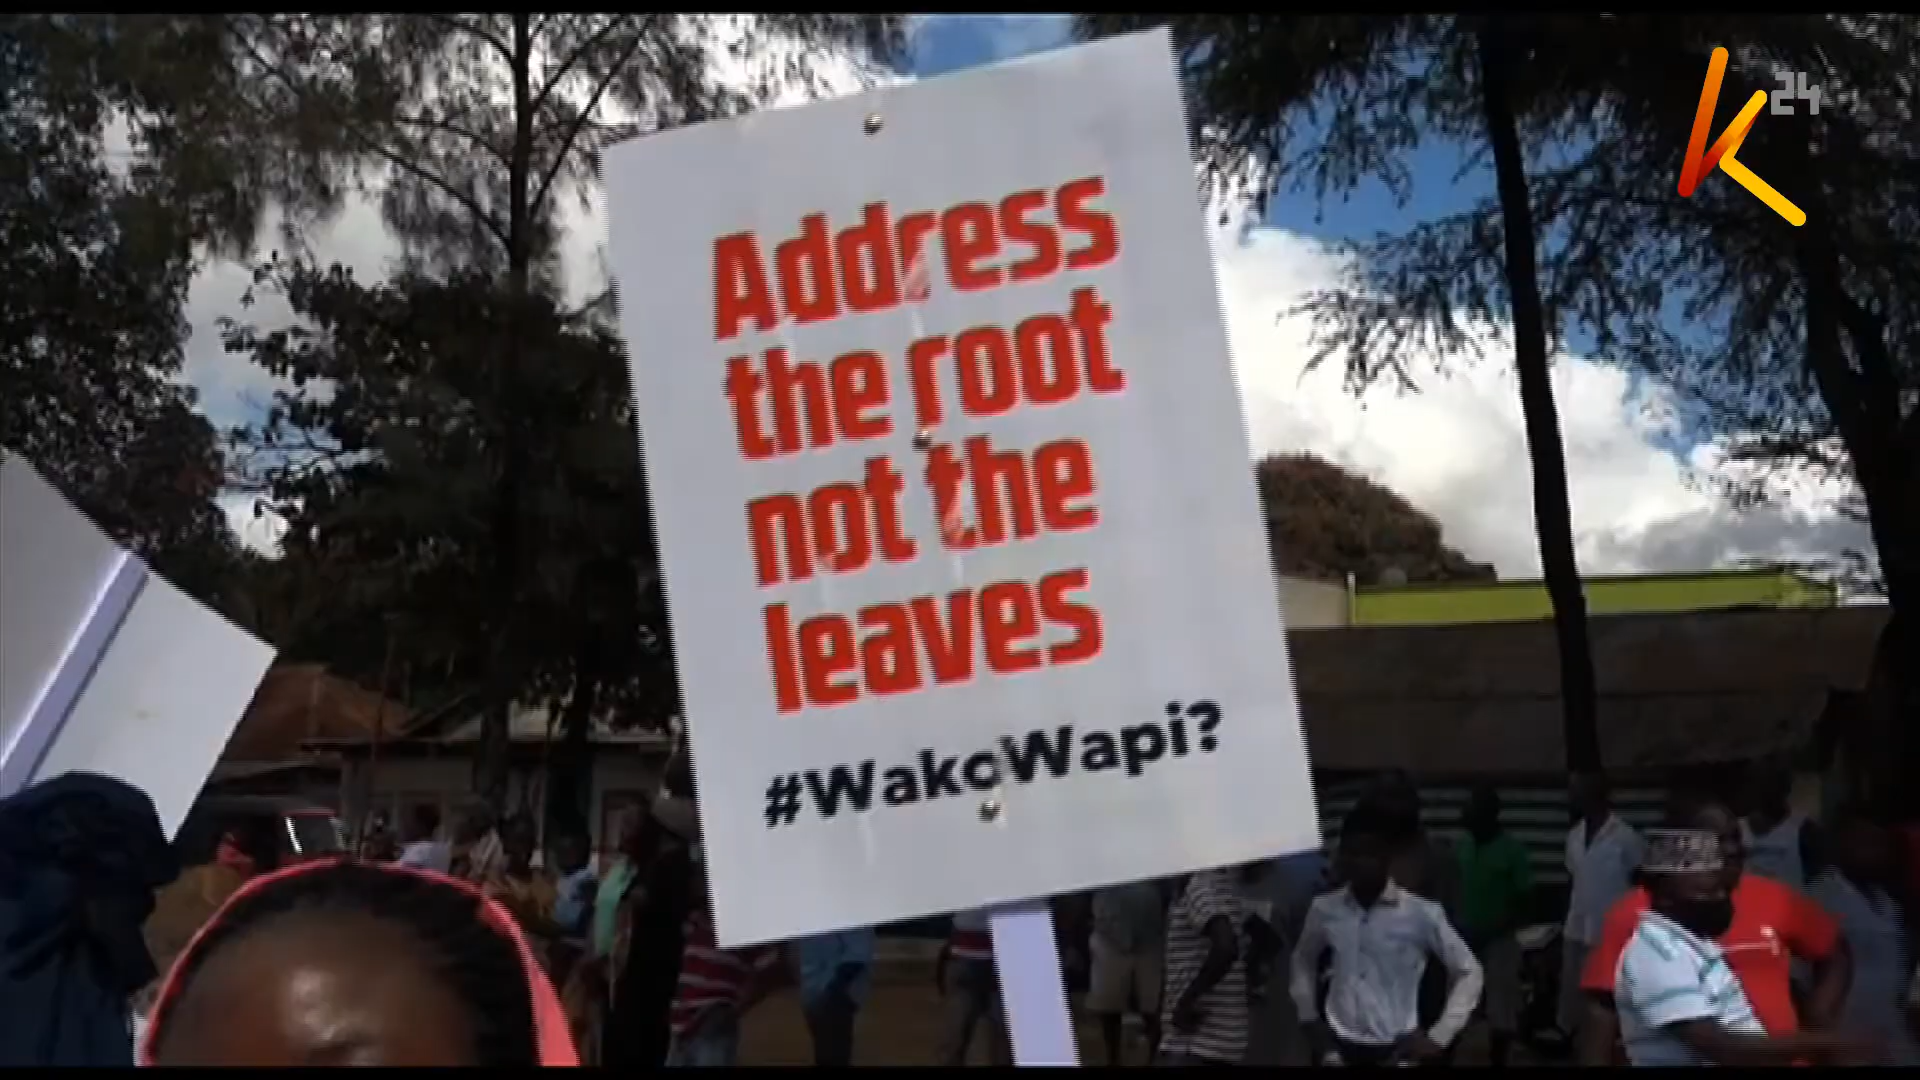 K24
Address
the root
not the
leaves
#WakoWapi?